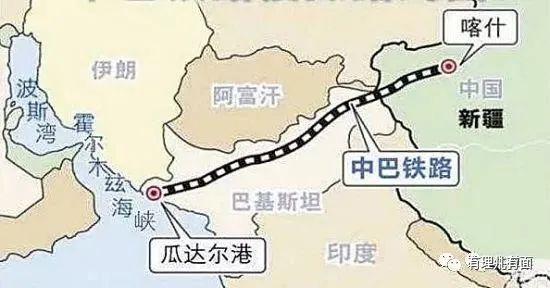 喀什
伊朗
阿富汗
中国
新疆
波斯湾
霍尔木兹海峡
中巴铁路
巴基斯坦
瓜达尔港
印度
有理也有面